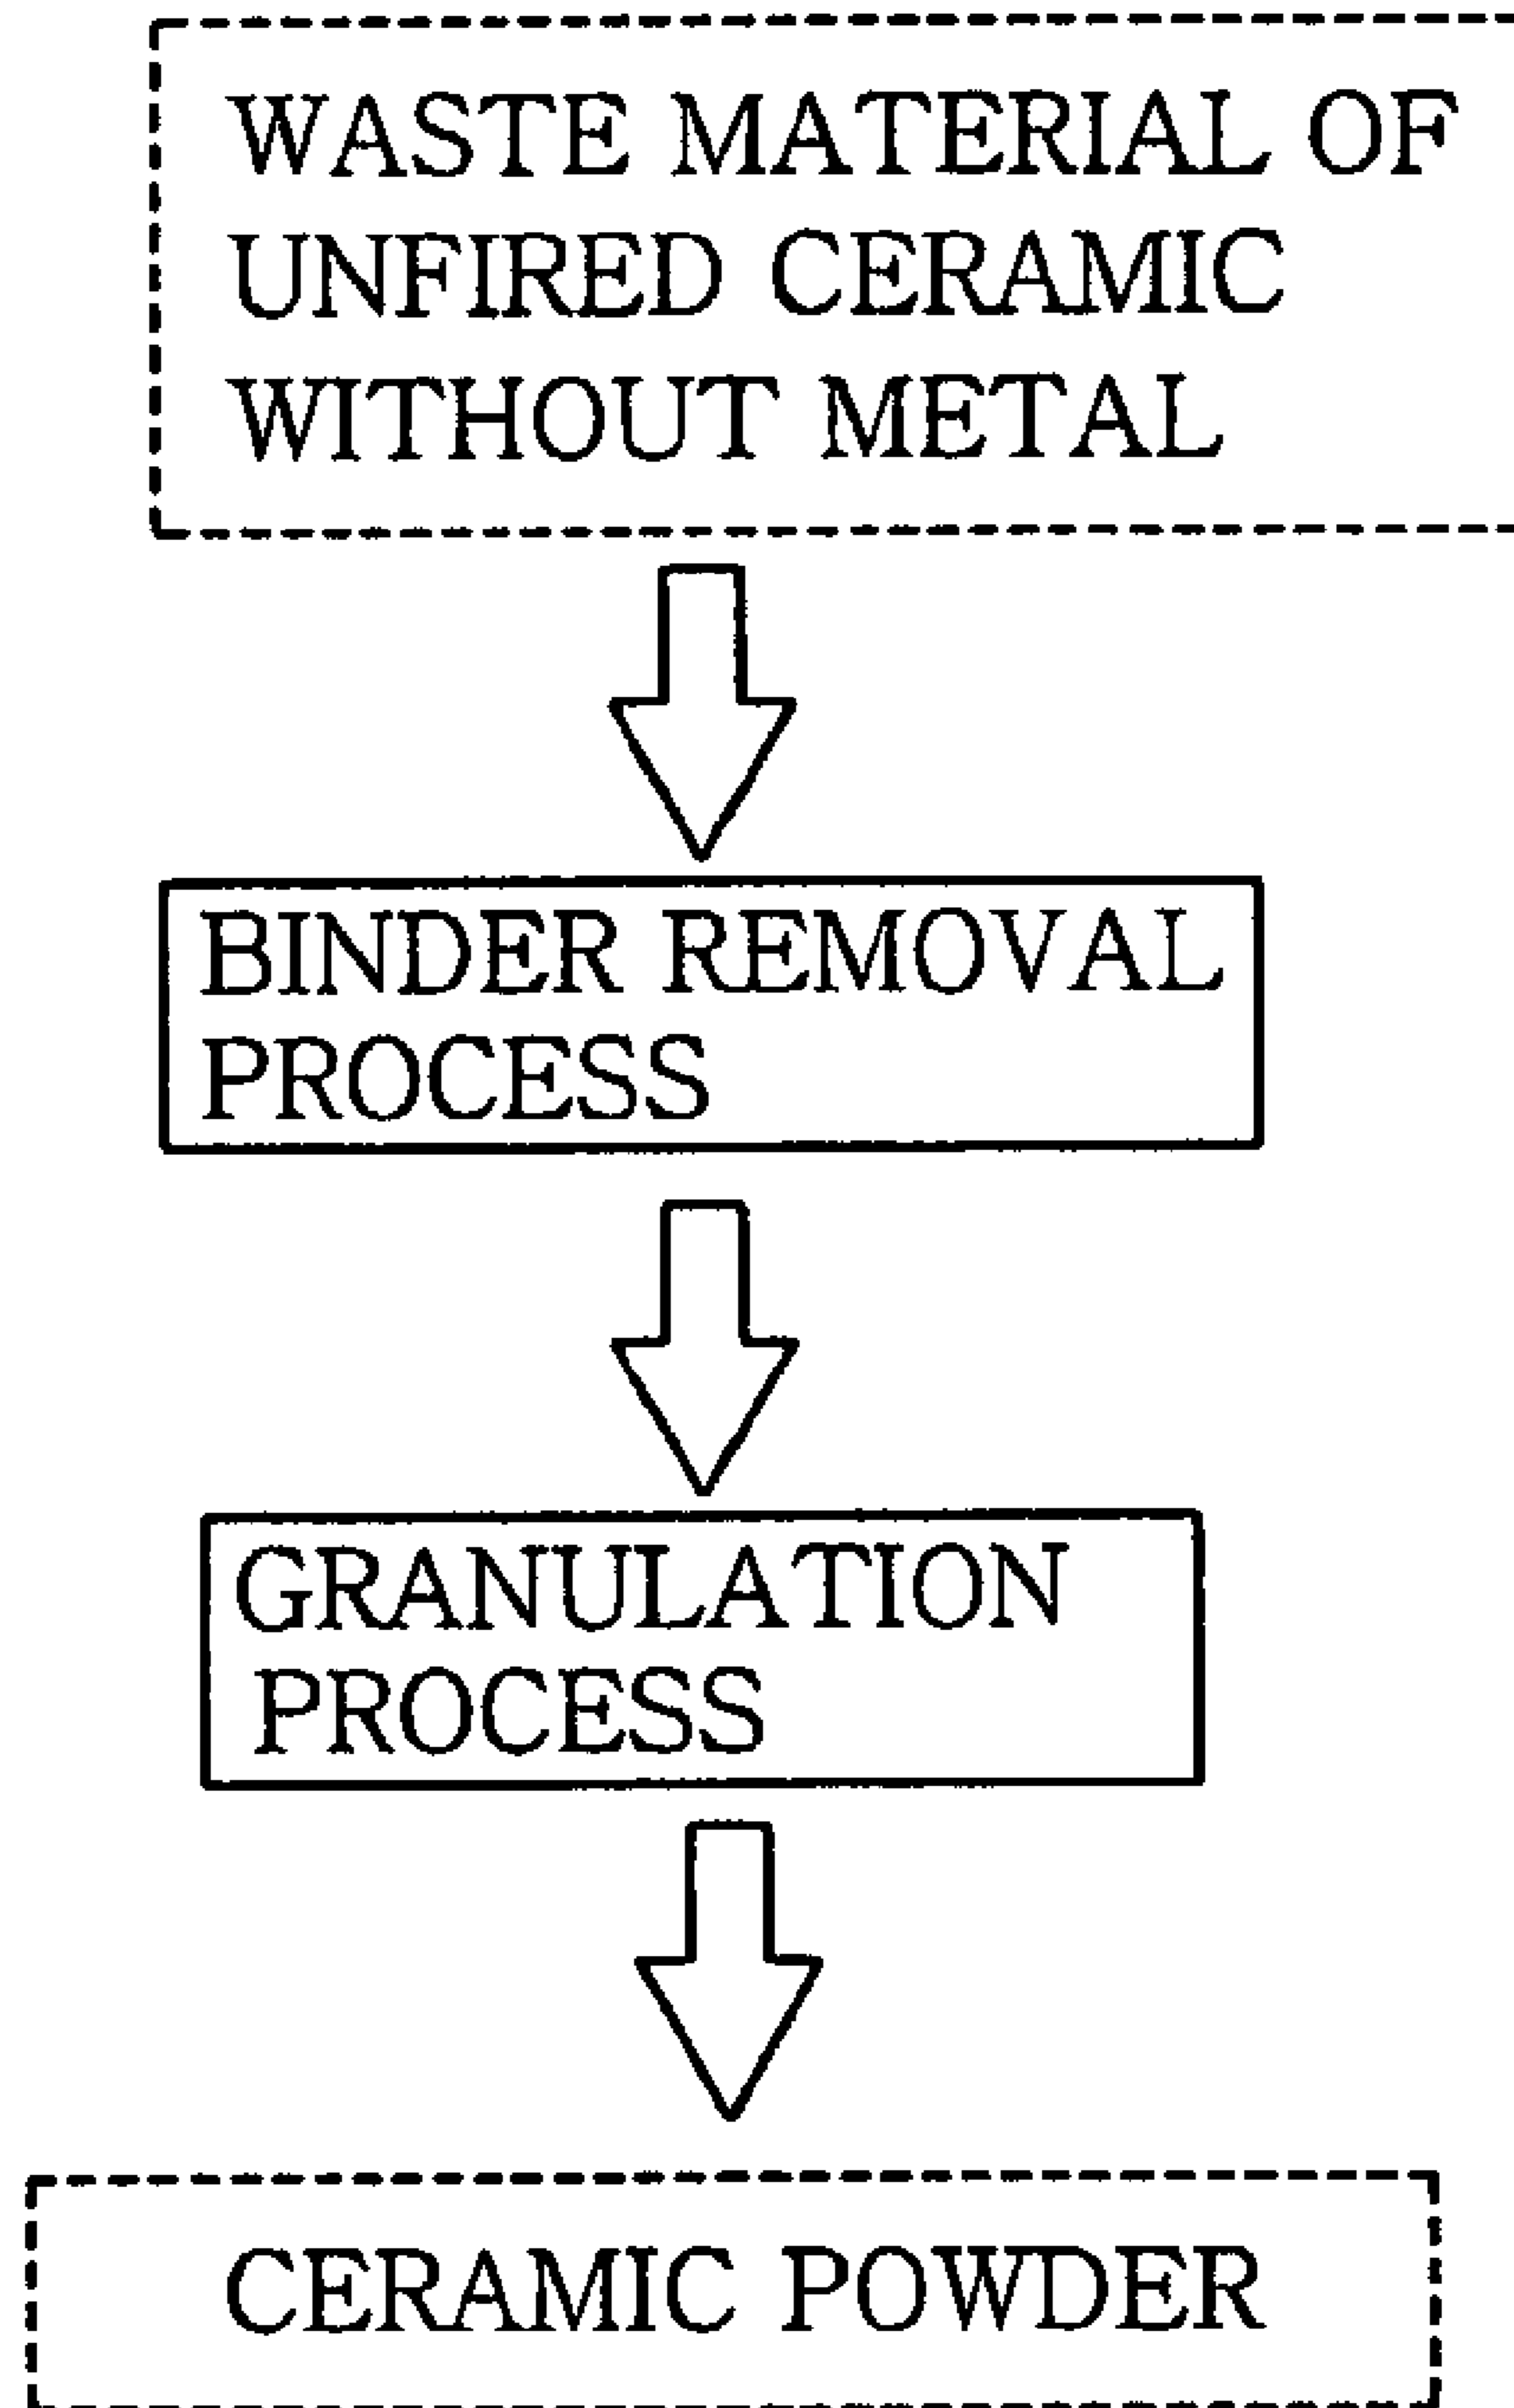 WASTE MATERIAL OF
UNFIRED CERAMIC
WITHOUT METAL
BINDER REMOVAL
PROCESS
GRANULATION
PROCESS
CERAMIC POWDER